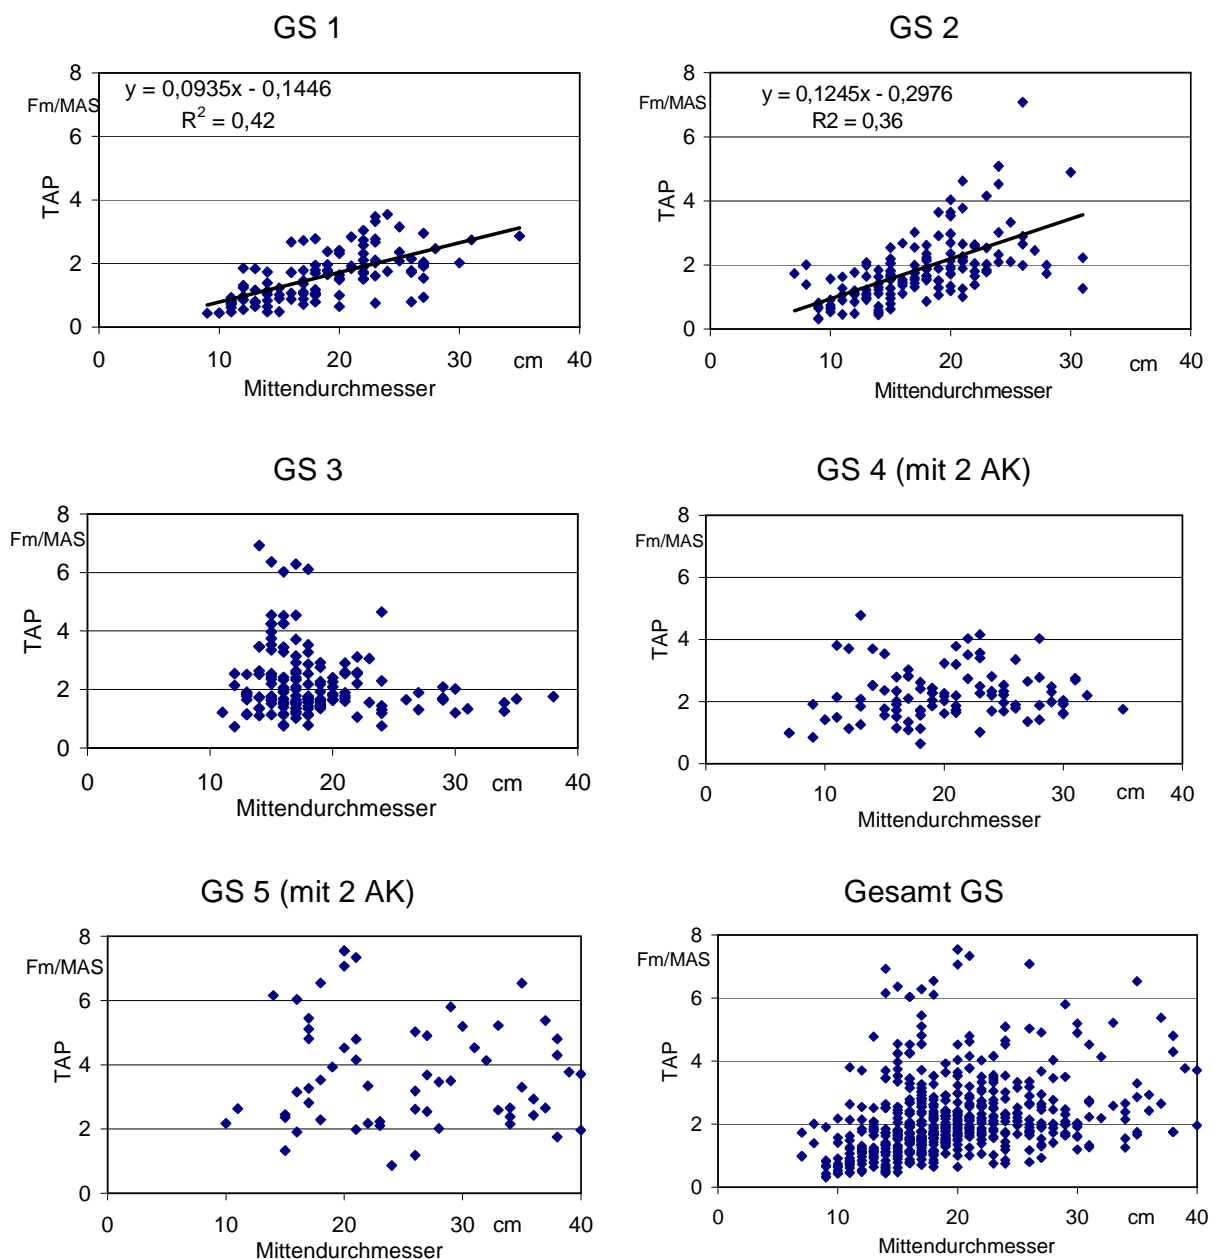 GS 1
y = 0,0935x - 0,1446
R² = 0,42
Fm/MAS
TAP
8
6
4
2
0
0 10 20 30 cm 40
Mittendurchmesser
GS 2
y = 0,1245x - 0,2976
R2 = 0,36
Fm/MAS
TAP
8
6
4
2
0
0 10 20 30 cm 40
Mittendurchmesser
GS 3
Fm/MAS
TAP
8
6
4
2
0
0 10 20 30 cm 40
Mittendurchmesser
GS 4 (mit 2 AK)
Fm/MAS
TAP
8
6
4
2
0
0 10 20 30 cm 40
Mittendurchmesser
GS 5 (mit 2 AK)
Fm/MAS
TAP
8
6
4
2
0
0 10 20 30 cm 40
Mittendurchmesser
Gesamt GS
Fm/MAS
TAP
8
6
4
2
0
0 10 20 30 cm 40
Mittendurchmesser